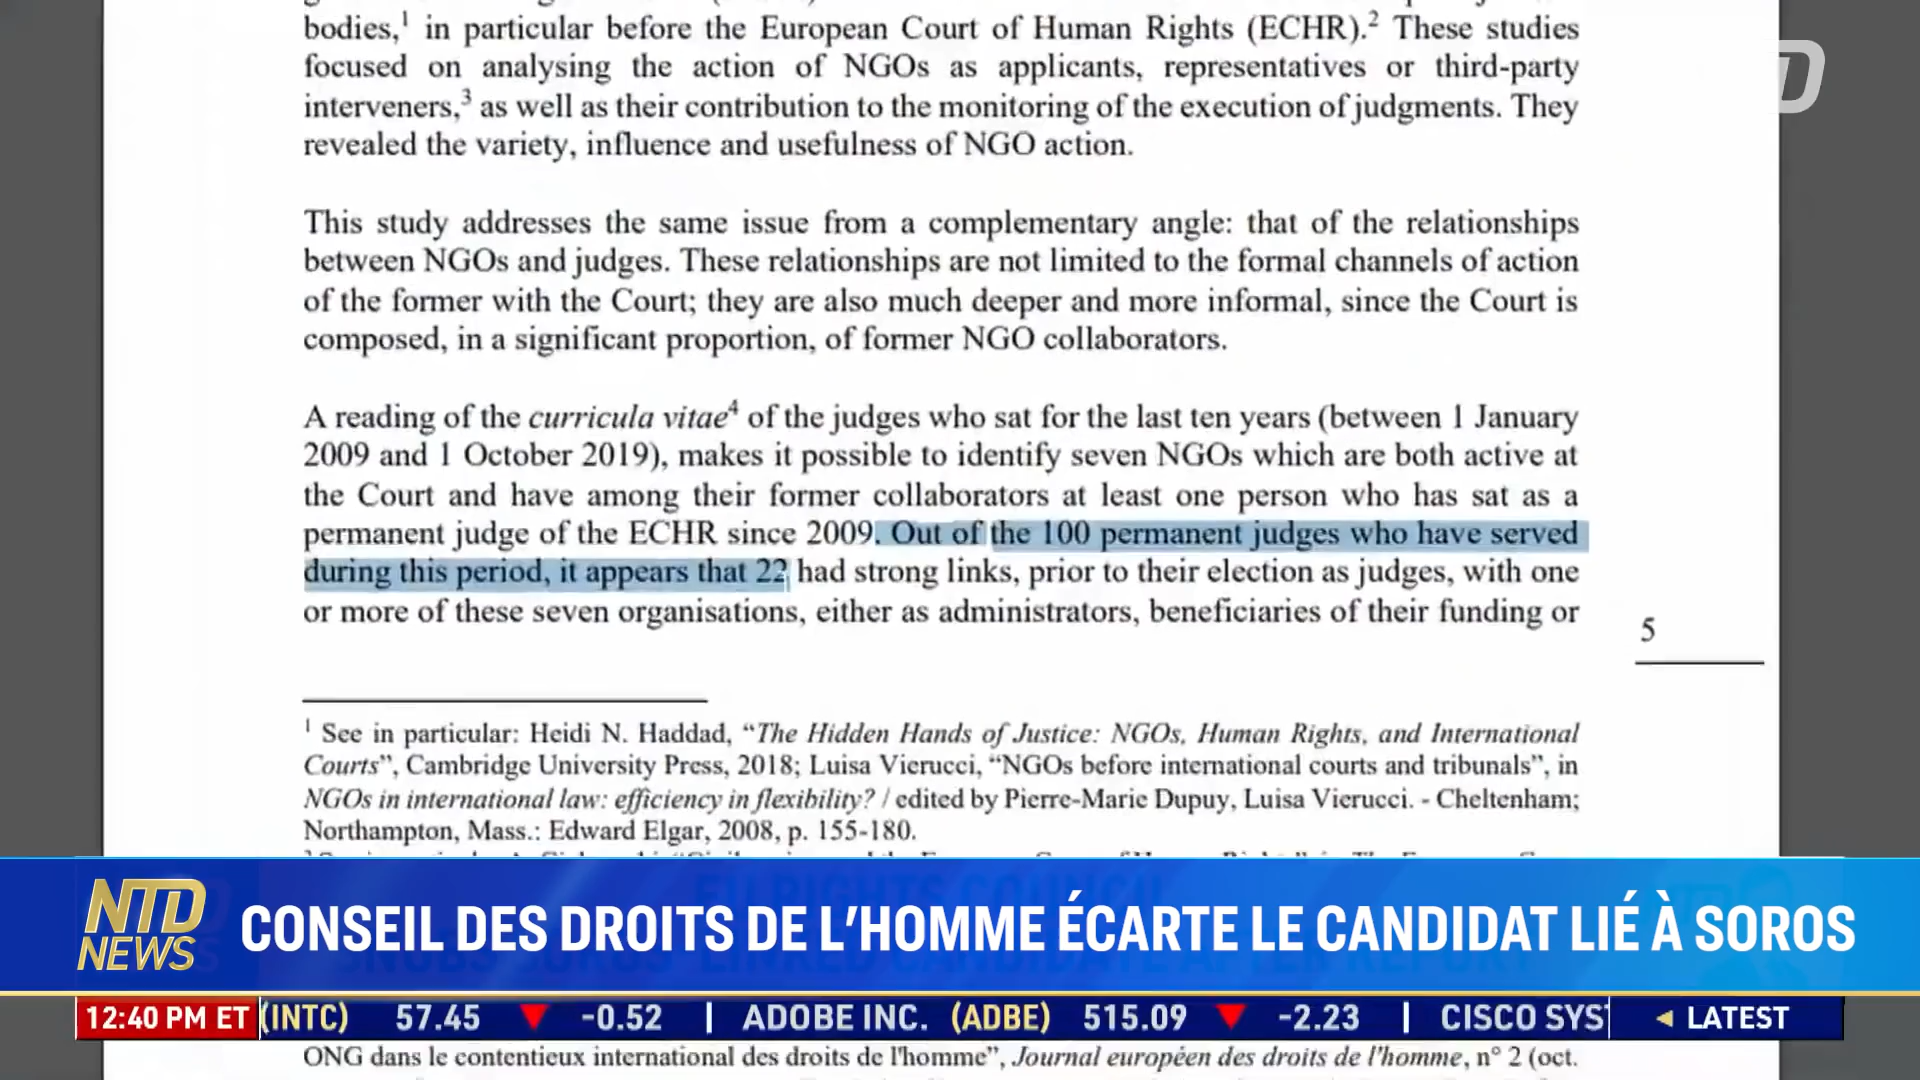 bodies,1 in particular before the European Court of Human Rights (ECHR).2 These studies
focused on analysing the action of NGOs as applicants, representatives or third-party
interveners,3 as well as their contribution to the monitoring of the execution of judgments. They
revealed the variety, influence and usefulness of NGO action.
This study addresses the same issue from a complementary angle: that of the relationships
between NGOs and judges. These relationships are not limited to the formal channels of action
of the former with the Court; they are also much deeper and more informal, since the Court is
composed, in a significant proportion, of former NGO collaborators.
A reading of the curricula vitae4 of the judges who sat for the last ten years (between 1 January
2009 and 1 October 2019), makes it possible to identify seven NGOs which are both active at
the Court and have among their former collaborators at least one person who has sat as a
permanent judge of the ECHR since 2009. Out of the 100 permanent judges who have served
during this period, it appears that 22 had strong links, prior to their election as judges, with one
or more of these seven organisations, either as administrators, beneficiaries of their funding or
5
1 See in particular: Heidi N. Haddad, “The Hidden Hands of Justice: NGOs, Human Rights, and International
Courts”, Cambridge University Press, 2018; Luisa Vierucci, “NGOs before international courts and tribunals”, in
NGOs in international law: efficiency in flexibility? / edited by Pierre-Marie Dupuy, Luisa Vierucci. - Cheltenham;
Northampton, Mass.: Edward Elgar, 2008, p. 155-180.
NTD
NEWS
CONSEIL DES DROITS DE L’HOMME ÉCARTE LE CANDIDAT LIÉ À SOROS
12:40 PM ET (INTC) 57.45 ▼ -0.52 | ADOBE INC. (ADBE) 515.09 ▼ -2.23 | CISCO SYS ◄ LATEST
ONG dans le contentieux international des droits de l'homme”, Journal européen des droits de l'homme, n° 2 (oct.